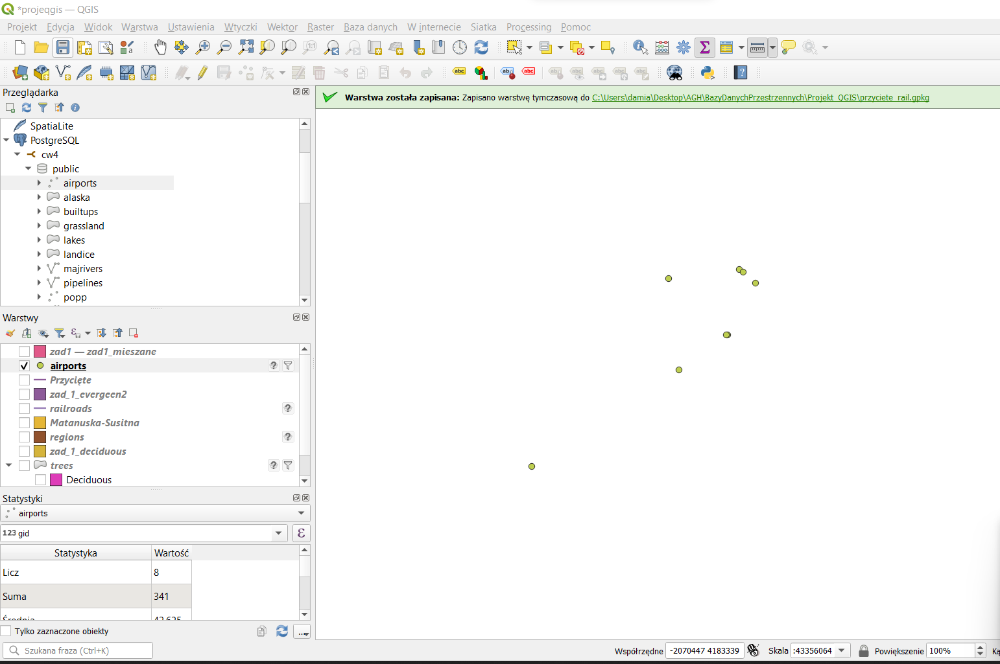 *projeqgis — QGIS
Projekt Edycja Widok Warstwa Ustawienia Wtyczki Wektor Raster Baza danych W internecie Siatka Processing Pomoc
Przeglądarka
SpatiaLite
PostgreSQL
cw4
public
airports
alaska
builtups
grassland
lakes
landice
majrivers
pipelines
popp
Warstwa została zapisana: Zapisano warstwę tymczasową do C:\Users\damia\Desktop\AGH\BazyDanychPrzestrzennych\Projekt_QGIS\przyciete_rail.gpkg
Warstwy
zad1 — zad1_mieszane
airports
Przycięte
zad_1_evergeen2
railroads
Matanuska-Susitna
regions
zad_1_deciduous
trees
Deciduous
Statystyki
airports
123 gid
Statystyka Wartość
Licz 8
Suma 341
Średnia 42,625
Tylko zaznaczone obiekty
Szukana fraza (Ctrl+K)
Współrzędne -2070447 4183339 Skala :43356064 Powiększenie 100%